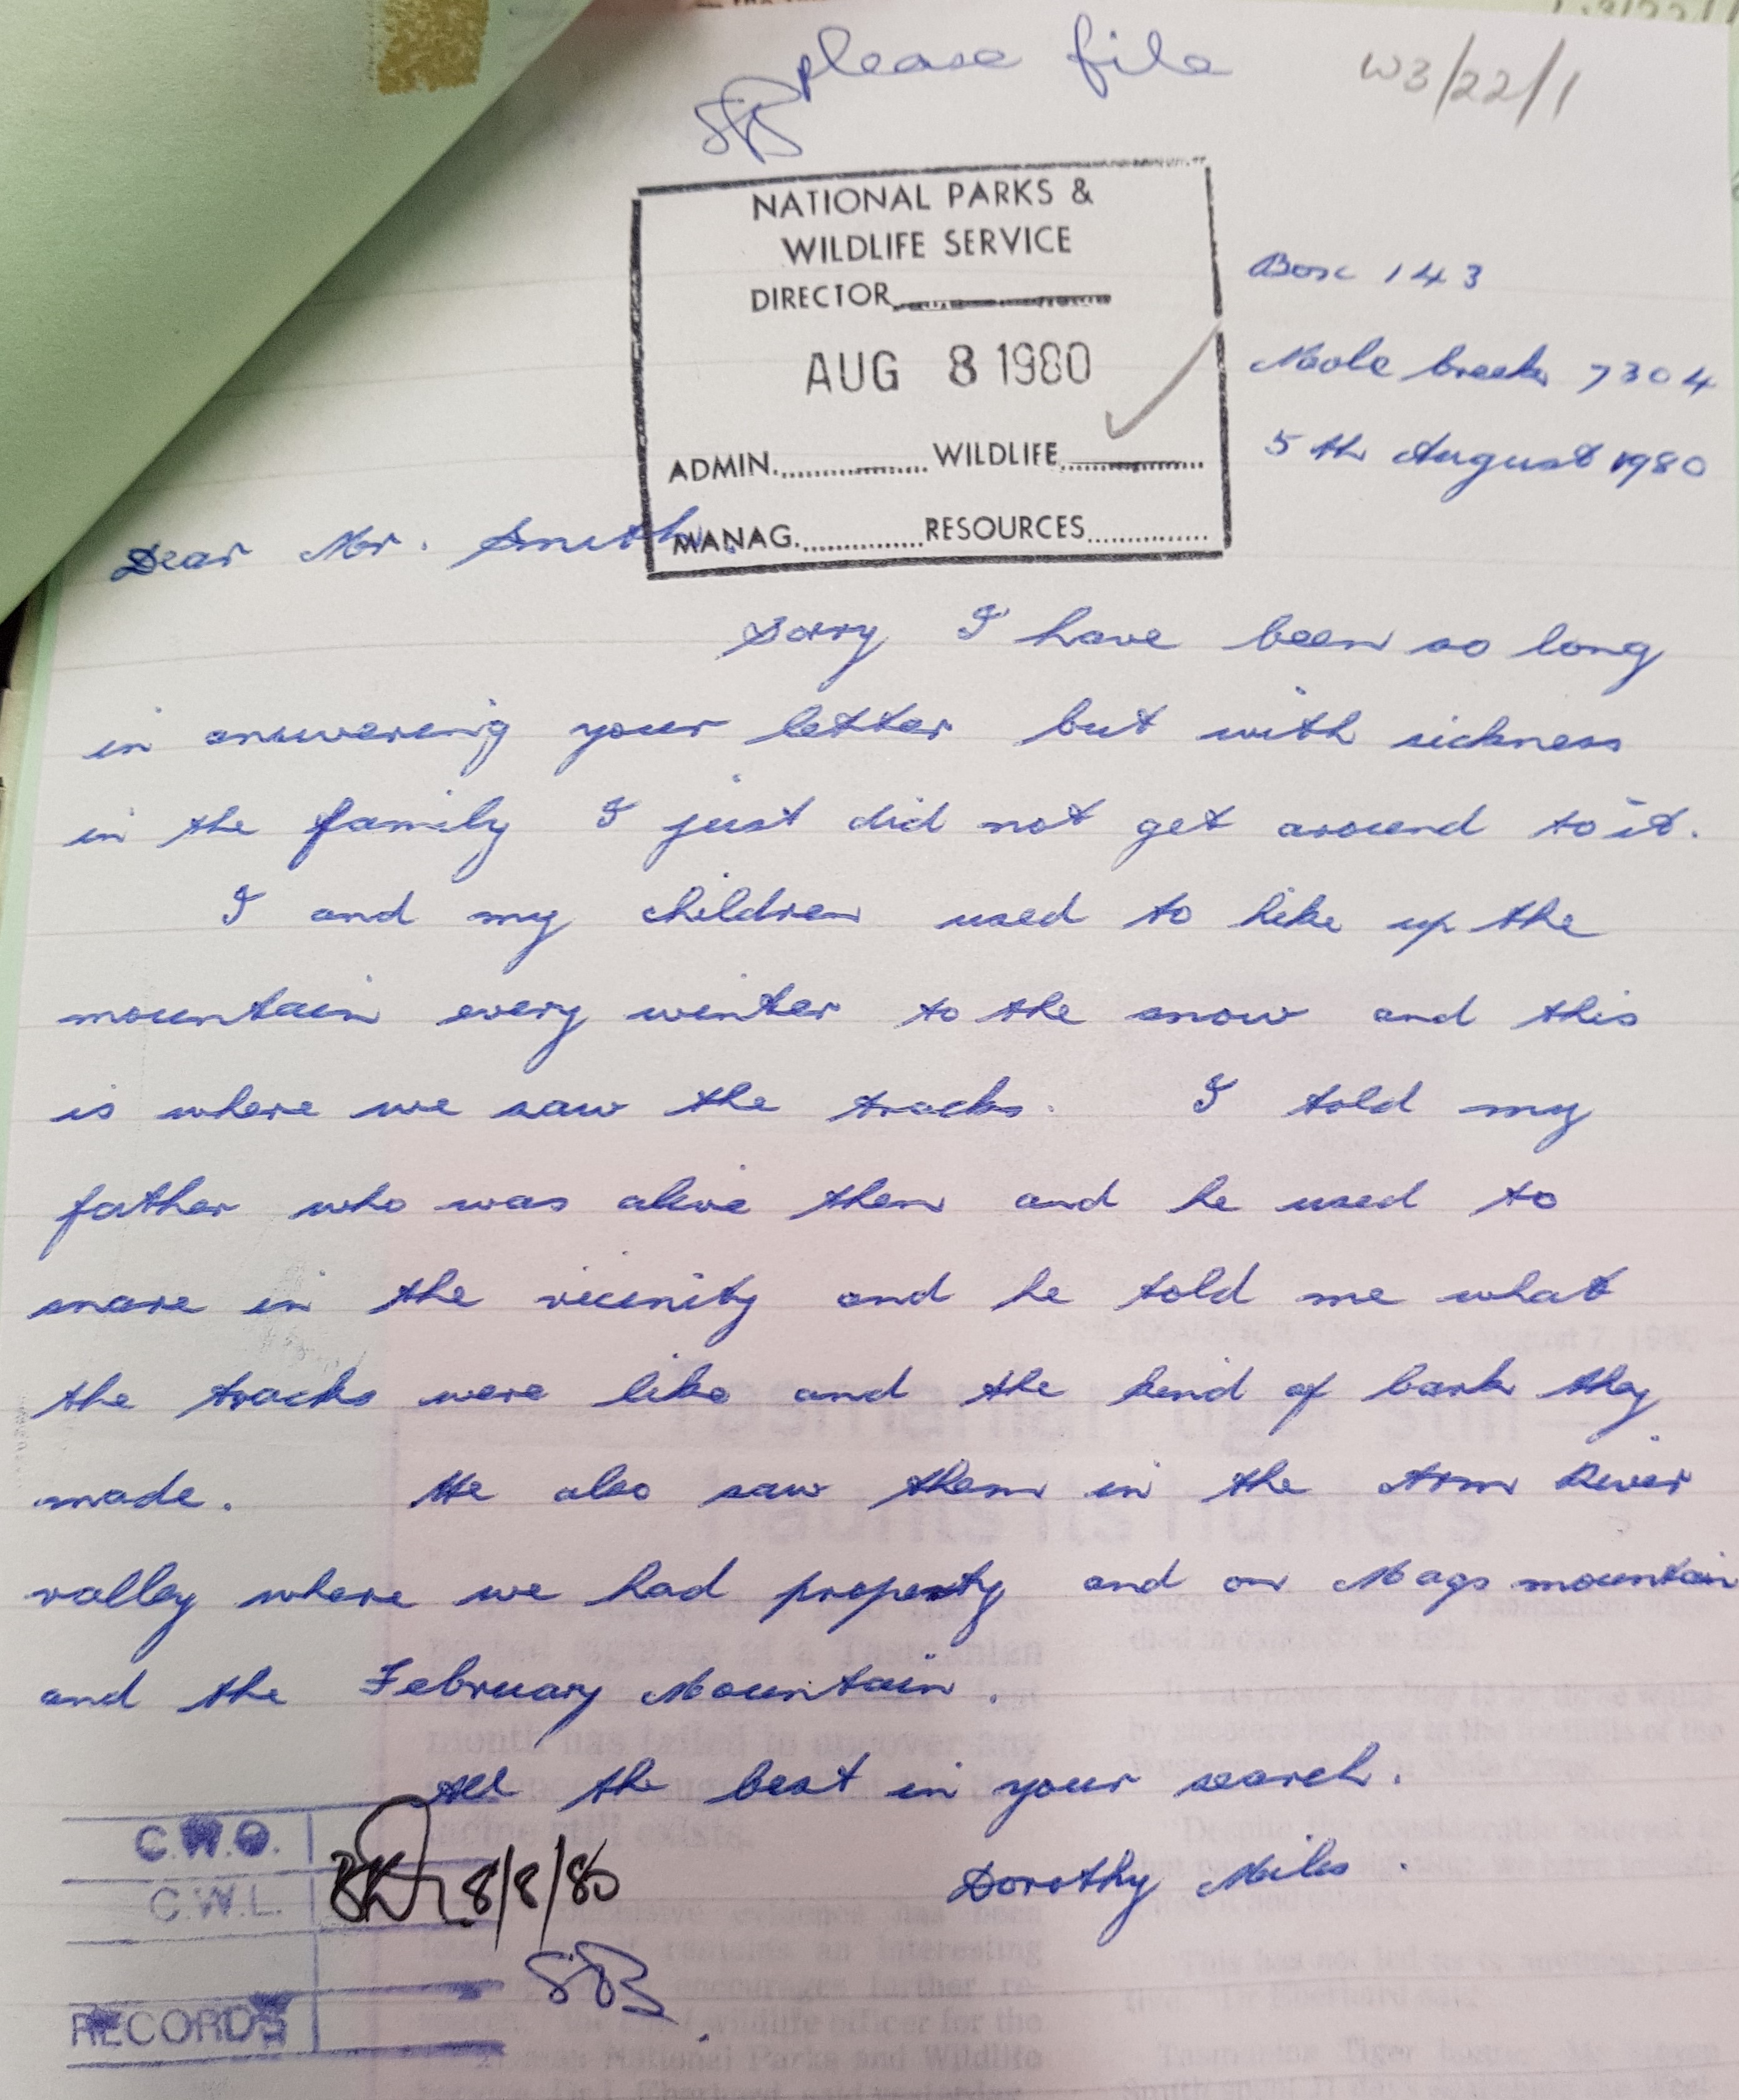 please file
W3/22/1
NATIONAL PARKS &
WILDLIFE SERVICE
DIRECTOR
AUG 8 1980
ADMIN. WILDLIFE
MANAG. RESOURCES
Box 143
Mole Creek 7304
5th August 1980
Dear Mr. Smith,
Sorry I have been so long
in answering your letter but with sickness
in the family I just did not get around to it.
I and my children used to hike up the
mountain every winter to the snow and this
is where we saw the tracks. I told my
father who was alive then and he used to
snare in the vicinity and he told me what
the tracks were like and the kind of bark they
made. He also saw them in the Arm River
valley where we had property and on Mags mountain
and the February Mountain.
All the best in your search.
Dorothy Miles.
C.W.O.
C.W.L. 8/8/80
SJB
RECORDS